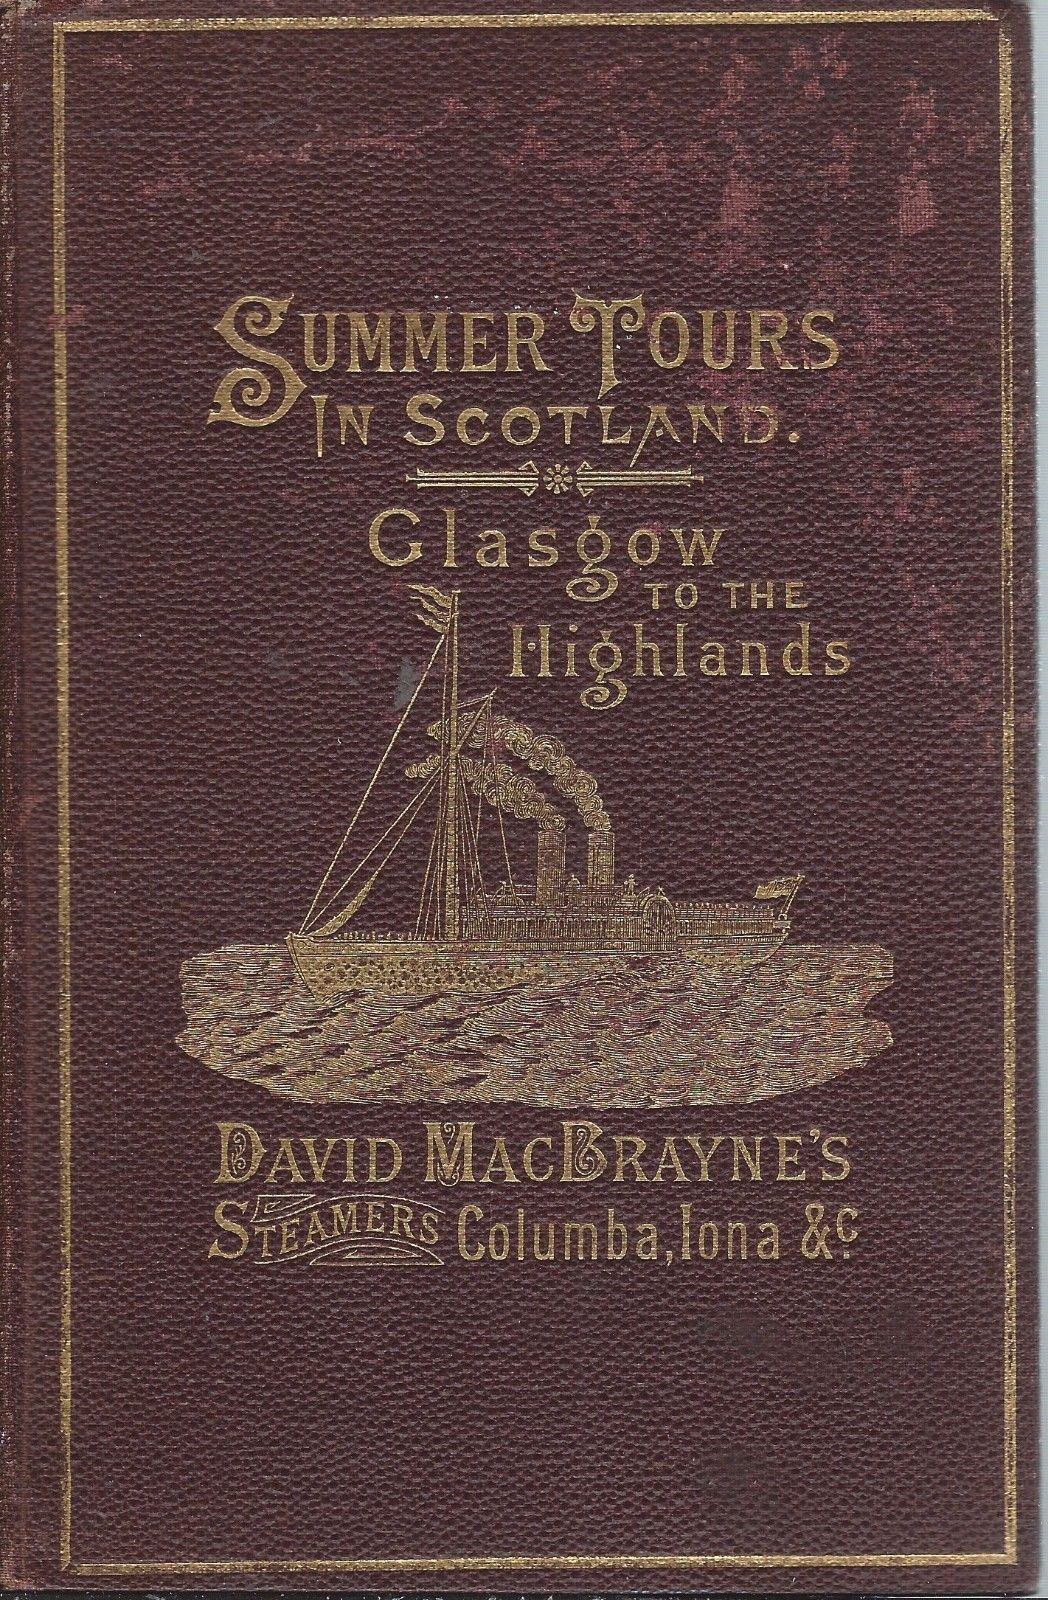 SUMMER TOURS
IN SCOTLAND.
Glasgow
TO THE
Highlands
DAVID MACBRAYNE'S
STEAMERS Columba, Iona &c.